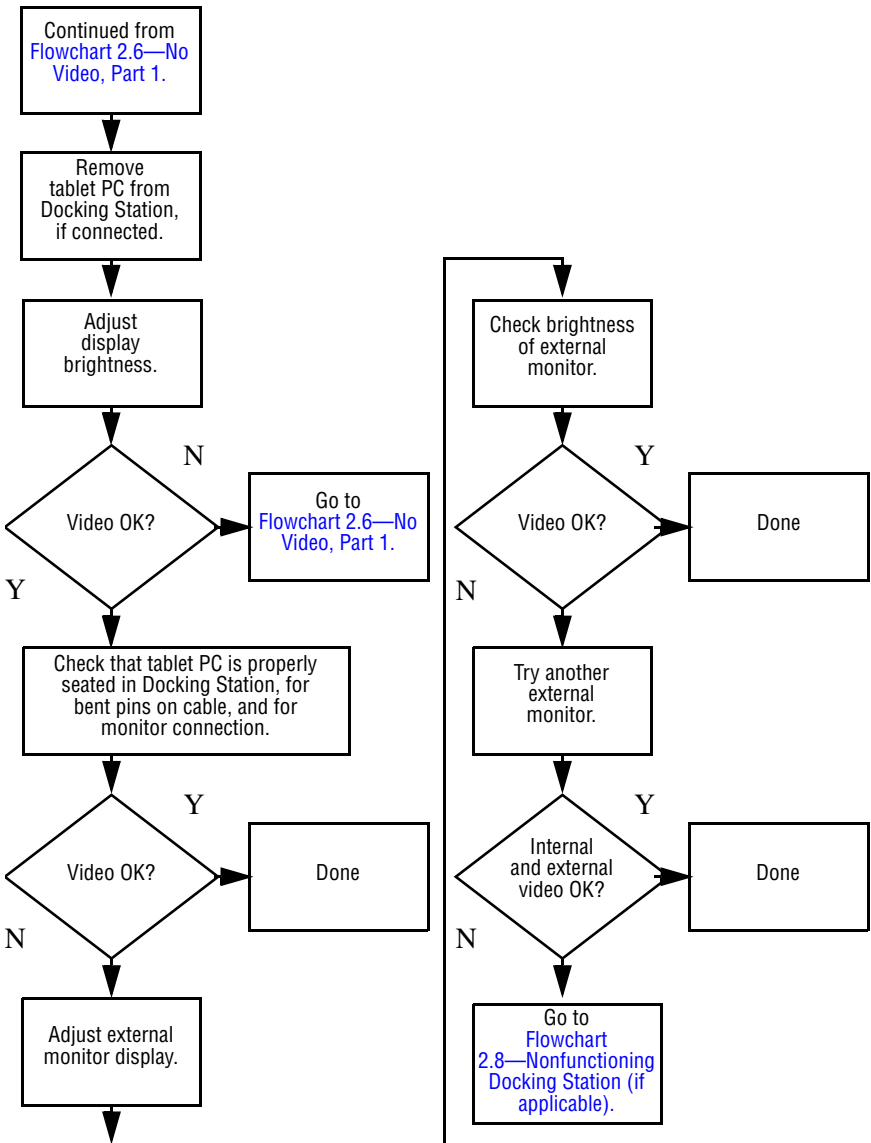 Continued from
Flowchart 2.6—No
Video, Part 1.
Remove
tablet PC from
Docking Station,
if connected.
Adjust
display
brightness.
Video OK?
N
Y
Go to
Flowchart 2.6—No
Video, Part 1.
Check that tablet PC is properly
seated in Docking Station, for
bent pins on cable, and for
monitor connection.
Video OK?
Y
N
Done
Adjust external
monitor display.
Check brightness
of external
monitor.
Video OK?
Y
N
Done
Try another
external
monitor.
Internal
and external
video OK?
Y
N
Done
Go to
Flowchart
2.8—Nonfunctioning
Docking Station (if
applicable).